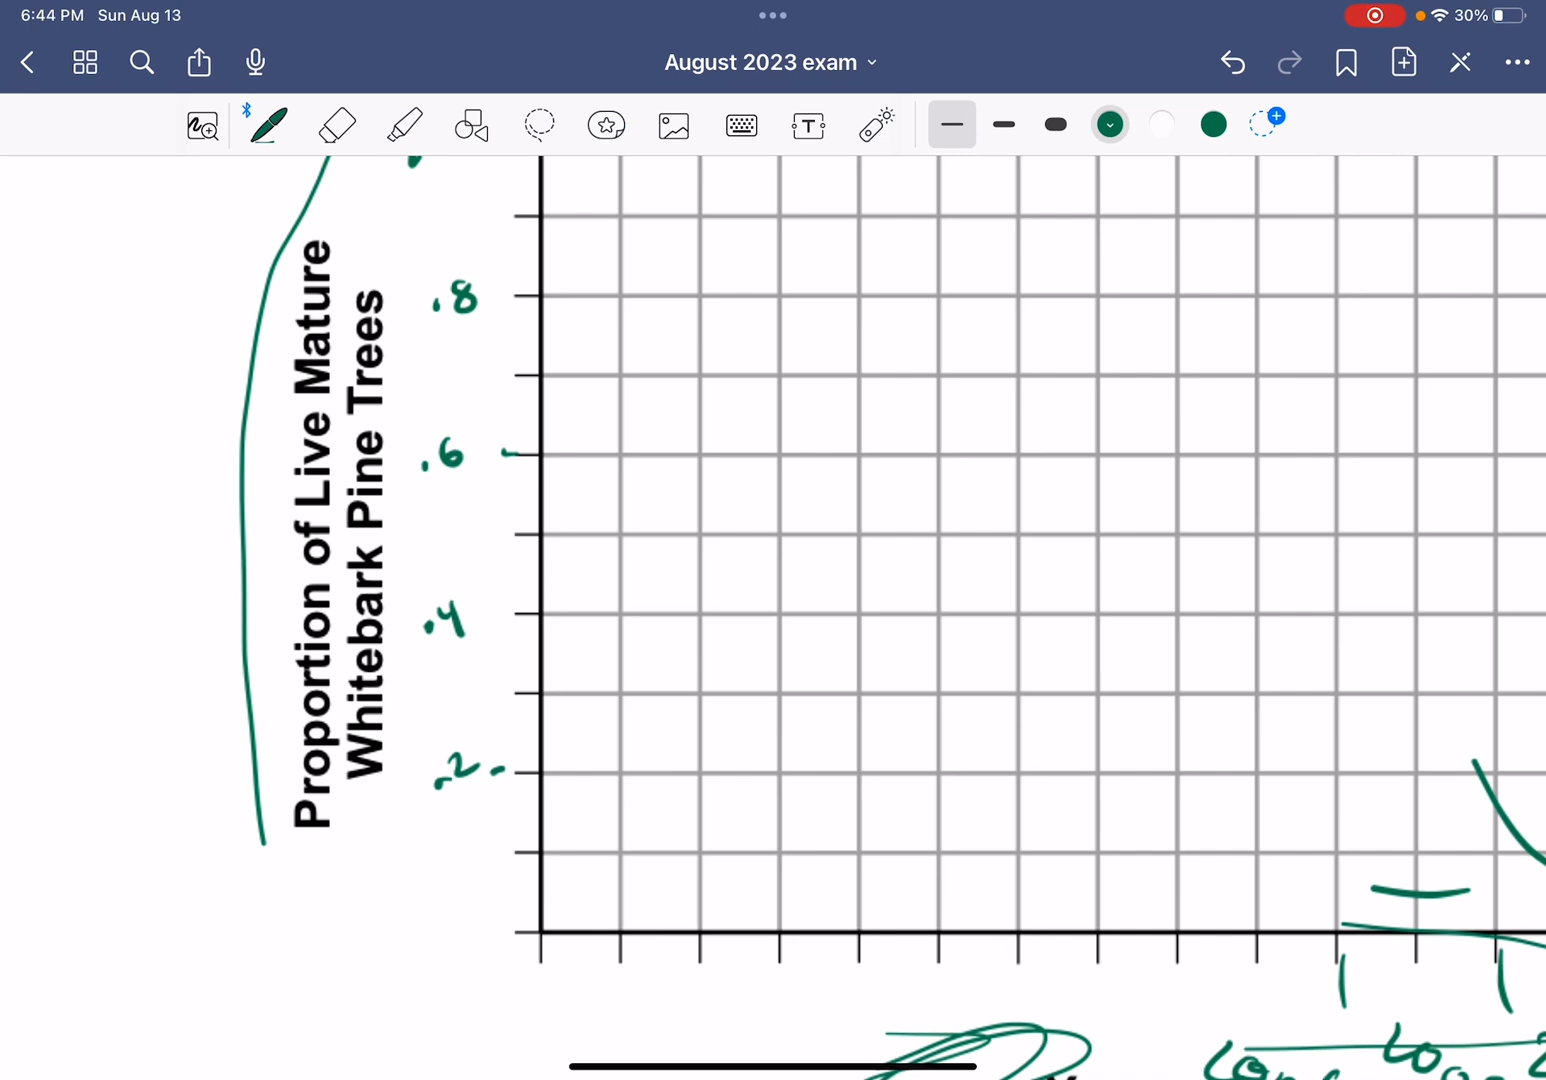 6:44 PM Sun Aug 13
30%
August 2023 exam
T
Proportion of Live Mature
Whitebark Pine Trees
.8
.6
.4
.2